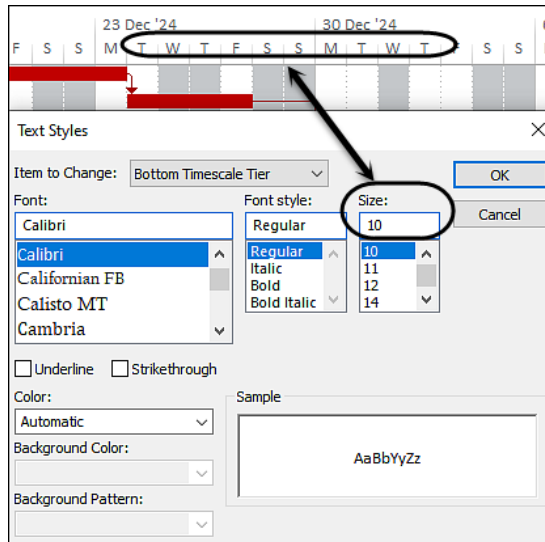 23 Dec '24 30 Dec '24
F S S M T W T F S S M T W T F S S
Text Styles
Item to Change: Bottom Timescale Tier OK
Font: Font style: Size:
Calibri Regular 10 Cancel
Calibri Regular 10
Californian FB Italic 11
Calisto MT Bold 12
Cambria Bold Italic 14
Underline Strikethrough
Color: Sample
Automatic
Background Color:
AaBbYyZz
Background Pattern: